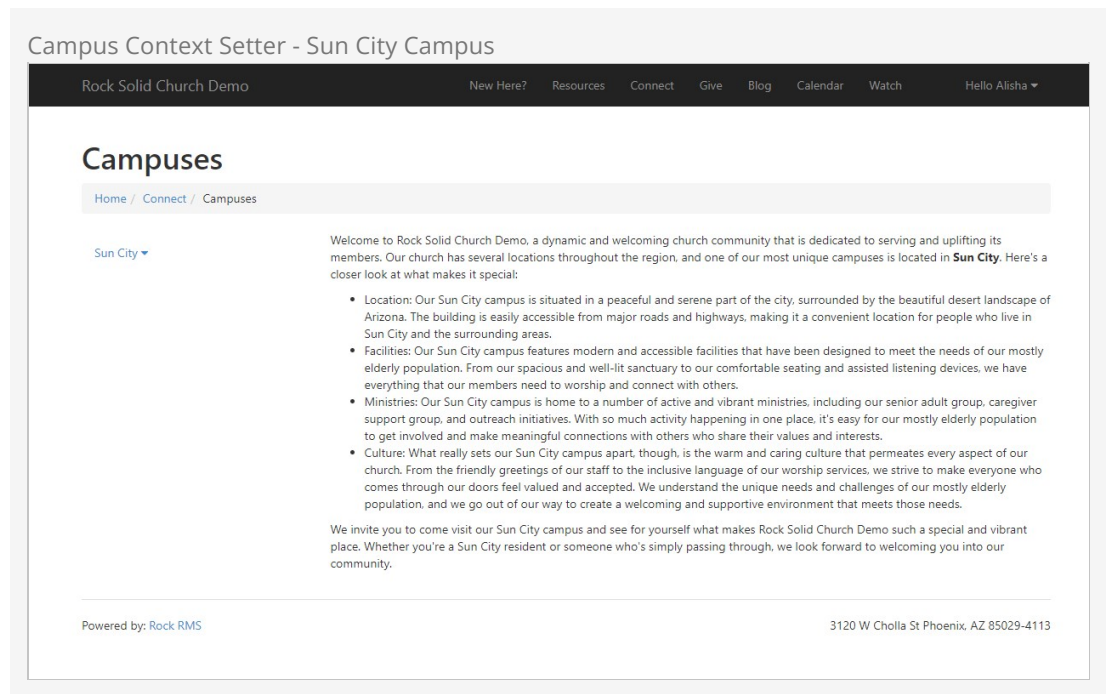 Campus Context Setter - Sun City Campus
Rock Solid Church Demo New Here? Resources Connect Give Blog Calendar Watch Hello Alisha
Campuses
Home / Connect / Campuses
Sun City
Welcome to Rock Solid Church Demo, a dynamic and welcoming church community that is dedicated to serving and uplifting its
members. Our church has several locations throughout the region, and one of our most unique campuses is located in Sun City. Here's a
closer look at what makes it special:
• Location: Our Sun City campus is situated in a peaceful and serene part of the city, surrounded by the beautiful desert landscape of
Arizona. The building is easily accessible from major roads and highways, making it a convenient location for people who live in
Sun City and the surrounding areas.
• Facilities: Our Sun City campus features modern and accessible facilities that have been designed to meet the needs of our mostly
elderly population. From our spacious and well-lit sanctuary to our comfortable seating and assisted listening devices, we have
everything that our members need to worship and connect with others.
• Ministries: Our Sun City campus is home to a number of active and vibrant ministries, including our senior adult group, caregiver
support group, and outreach initiatives. With so much activity happening in one place, it's easy for our mostly elderly population
to get involved and make meaningful connections with others who share their values and interests.
• Culture: What really sets our Sun City campus apart, though, is the warm and caring culture that permeates every aspect of our
church. From the friendly greetings of our staff to the inclusive language of our worship services, we strive to make everyone who
comes through our doors feel valued and accepted. We understand the unique needs and challenges of our mostly elderly
population, and we go out of our way to create a welcoming and supportive environment that meets those needs.
We invite you to come visit our Sun City campus and see for yourself what makes Rock Solid Church Demo such a special and vibrant
place. Whether you're a Sun City resident or someone who's simply passing through, we look forward to welcoming you into our
community.
Powered by: Rock RMS 3120 W Cholla St Phoenix, AZ 85029-4113